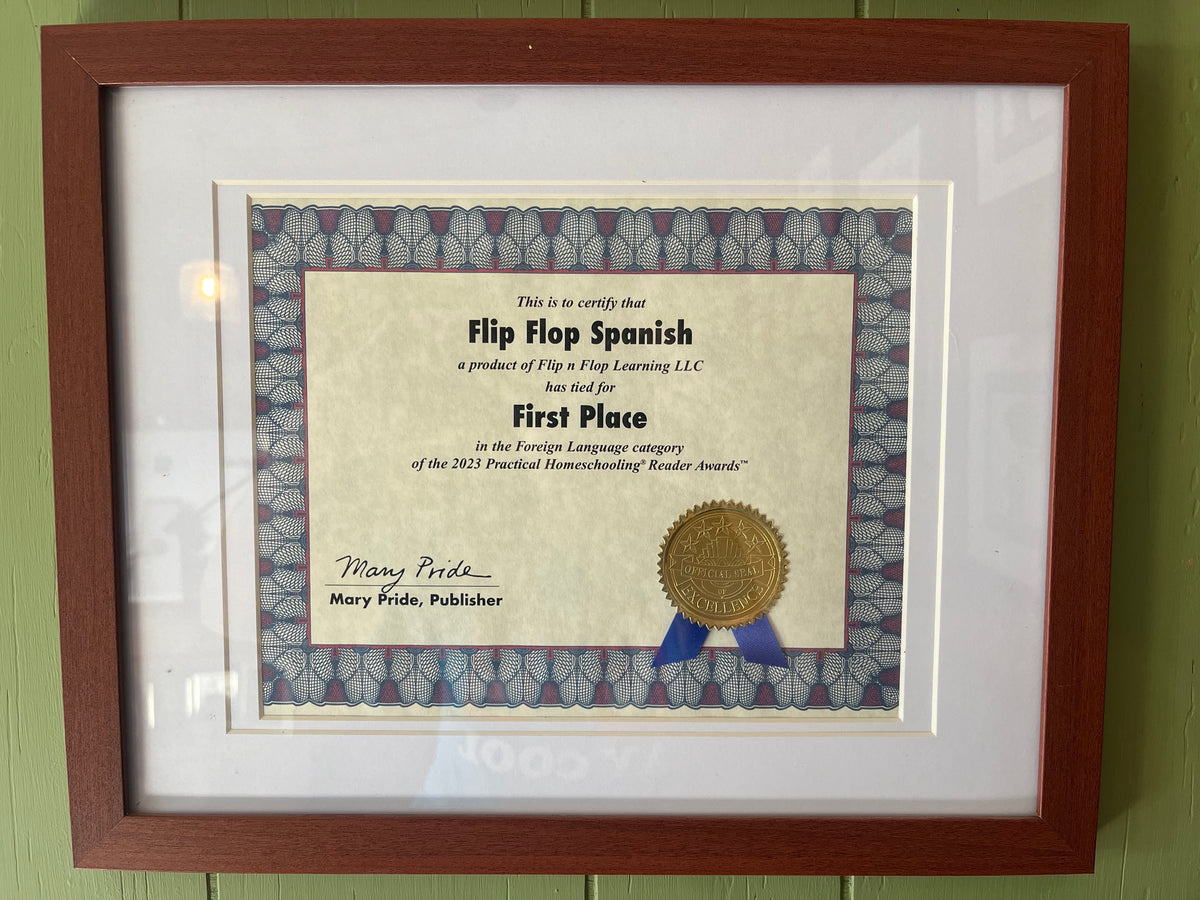 This is to certify that
Flip Flop Spanish
a product of Flip n Flop Learning LLC
has tied for
First Place
in the Foreign Language category
of the 2023 Practical Homeschooling® Reader Awards™
Mary Pride
Mary Pride, Publisher
OFFICIAL SEAL
OF
EXCELLENCE